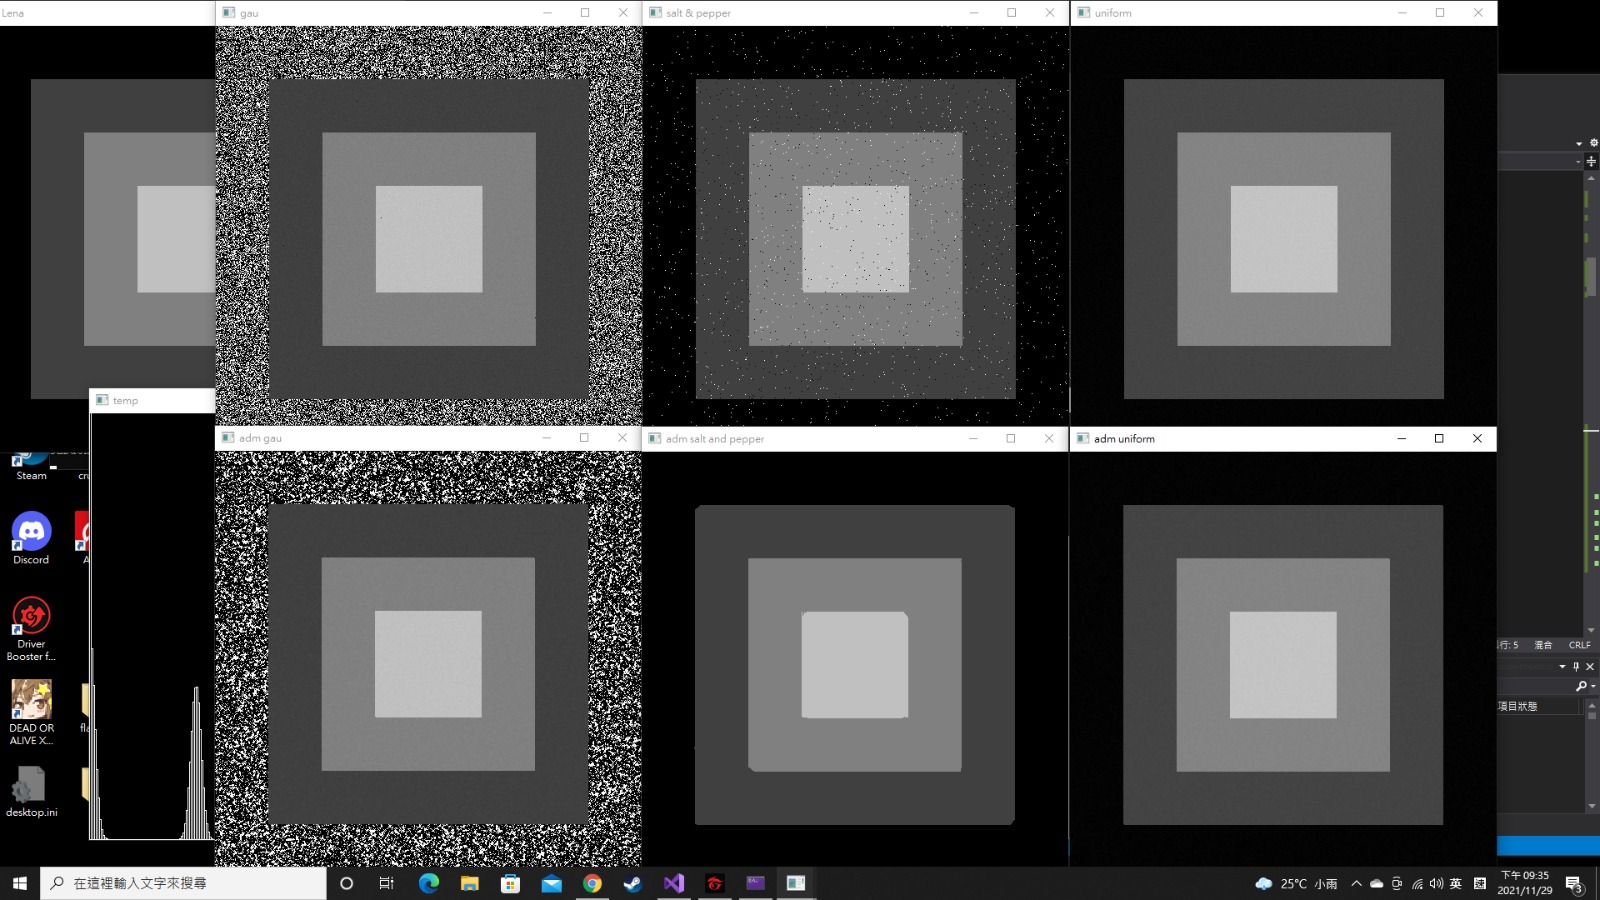 Lena
gau
salt & pepper
uniform
temp
adm gau
adm salt and pepper
adm uniform
Steam
Discord
Driver
Booster f...
DEAD OR
ALIVE X...
desktop.ini
行: 5
混合
CRLF
項目狀態
在這裡輸入文字來搜尋
25°C 小雨
英
下午 09:35
2021/11/29
3